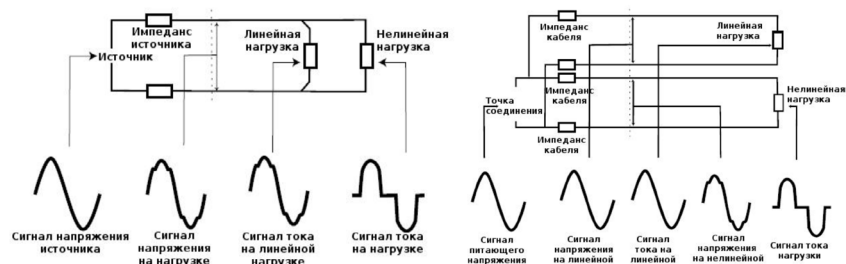 Импеданс
источника
Источник
Линейная
нагрузка
Нелинейная
нагрузка
Сигнал напряжения
источника
Сигнал
напряжения
на нагрузке
Сигнал тока
на линейной
нагрузке
Сигнал тока
на нагрузке
Импеданс
кабеля
Линейная
нагрузка
Точка
соединения
Импеданс
кабеля
Нелинейная
нагрузка
Импеданс
кабеля
Сигнал
питающего
напряжения
Сигнал
напряжения
на линейной
Сигнал
тока на
линейной
Сигнал
напряжения
на нелинейной
Сигнал тока
нагрузки